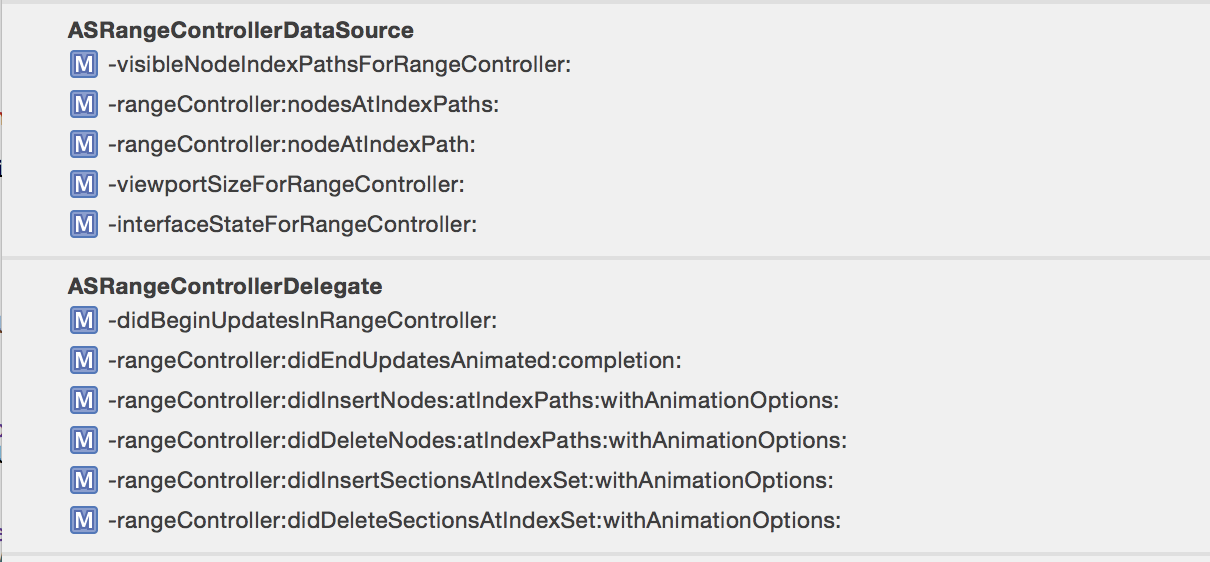 ASRangeControllerDataSource
M -visibleNodeIndexPathsForRangeController:
M -rangeController:nodesAtIndexPaths:
M -rangeController:nodeAtIndexPath:
M -viewportSizeForRangeController:
M -interfaceStateForRangeController:
ASRangeControllerDelegate
M -didBeginUpdatesInRangeController:
M -rangeController:didEndUpdatesAnimated:completion:
M -rangeController:didInsertNodes:atIndexPaths:withAnimationOptions:
M -rangeController:didDeleteNodes:atIndexPaths:withAnimationOptions:
M -rangeController:didInsertSectionsAtIndexSet:withAnimationOptions:
M -rangeController:didDeleteSectionsAtIndexSet:withAnimationOptions: